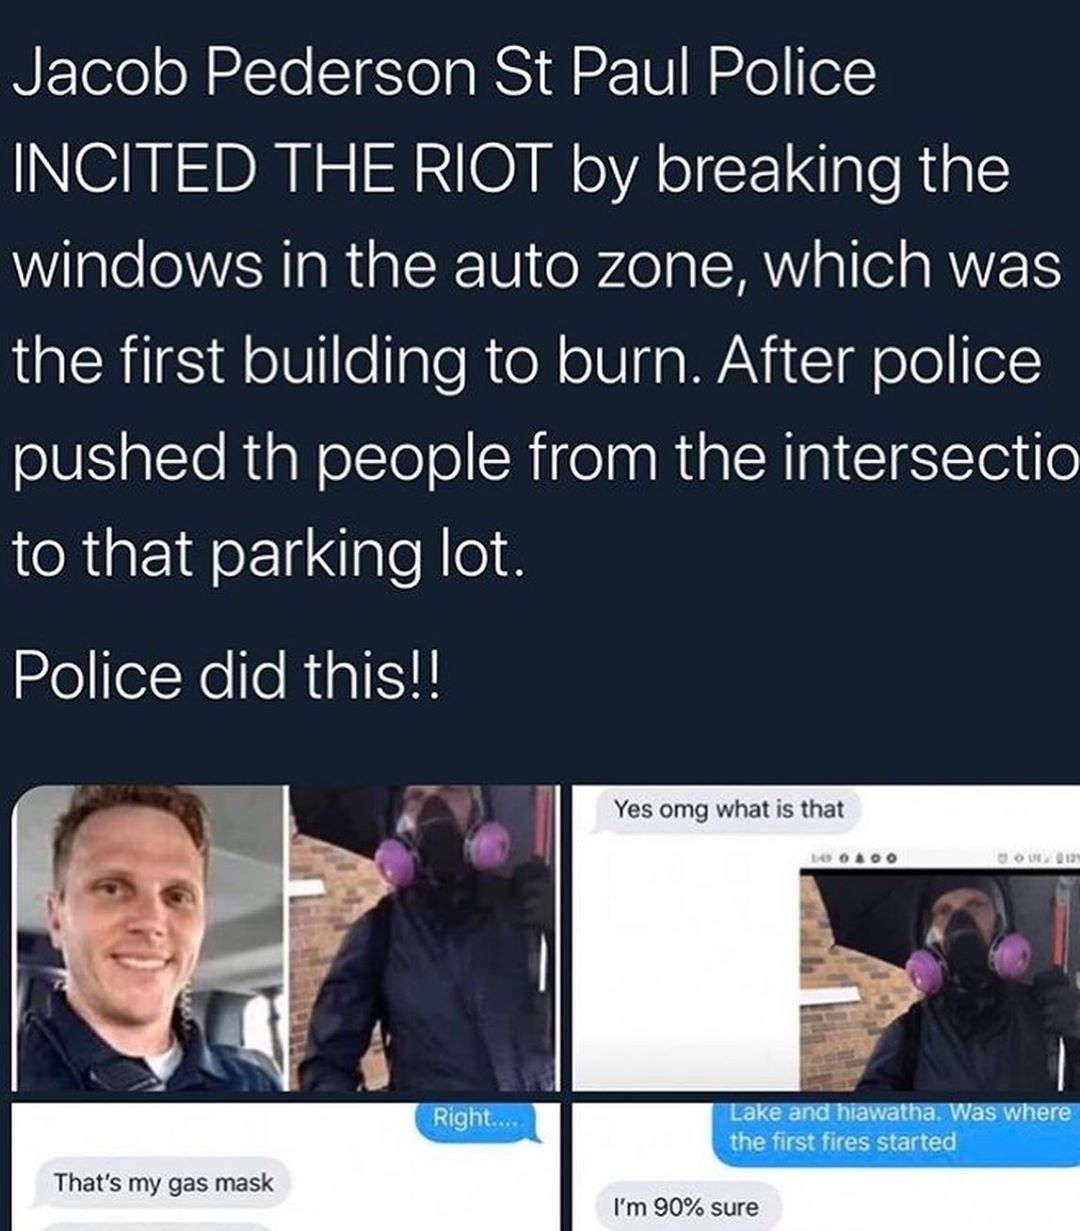 Jacob Pederson St Paul Police
INCITED THE RIOT by breaking the
windows in the auto zone, which was
the first building to burn. After police
pushed th people from the intersectio
to that parking lot.
Police did this!!
Yes omg what is that
Right....
That's my gas mask
Lake and hiawatha. Was where
the first fires started
I'm 90% sure